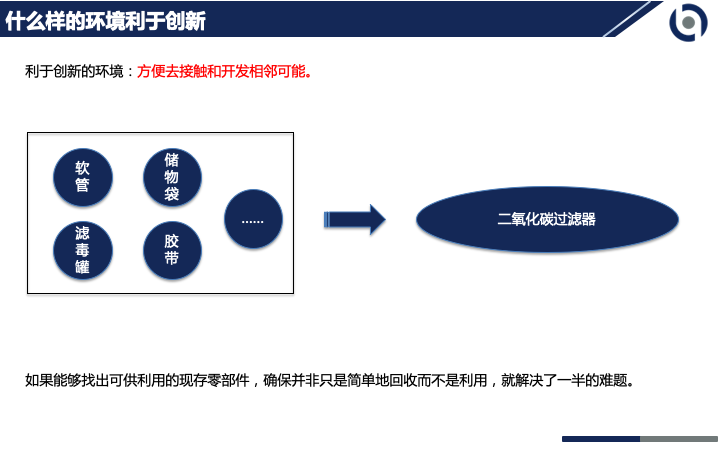 什么样的环境利于创新
利于创新的环境：方便去接触和开发相邻可能。
软管
储物袋
……
滤毒罐
胶带
二氧化碳过滤器
如果能够找出可供利用的现存零部件，确保并非只是简单地回收而不是利用，就解决了一半的难题。